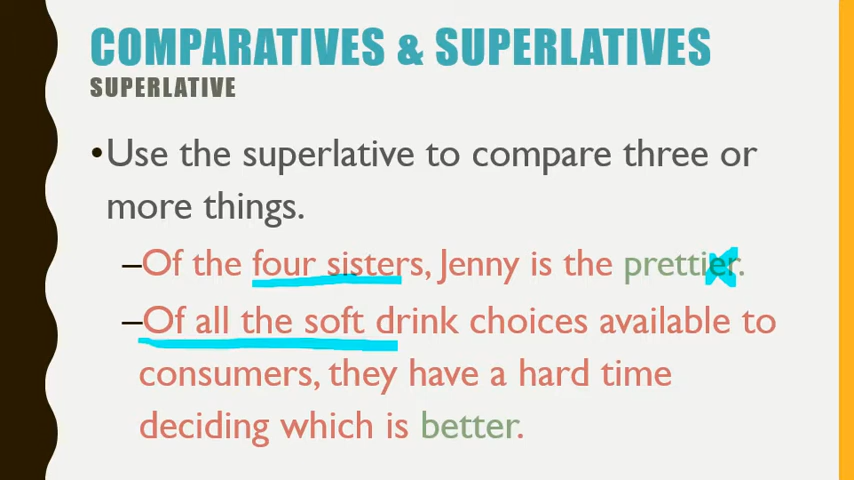 COMPARATIVES & SUPERLATIVES
SUPERLATIVE
•Use the superlative to compare three or
more things.
–Of the four sisters, Jenny is the prettier.
–Of all the soft drink choices available to
consumers, they have a hard time
deciding which is better.